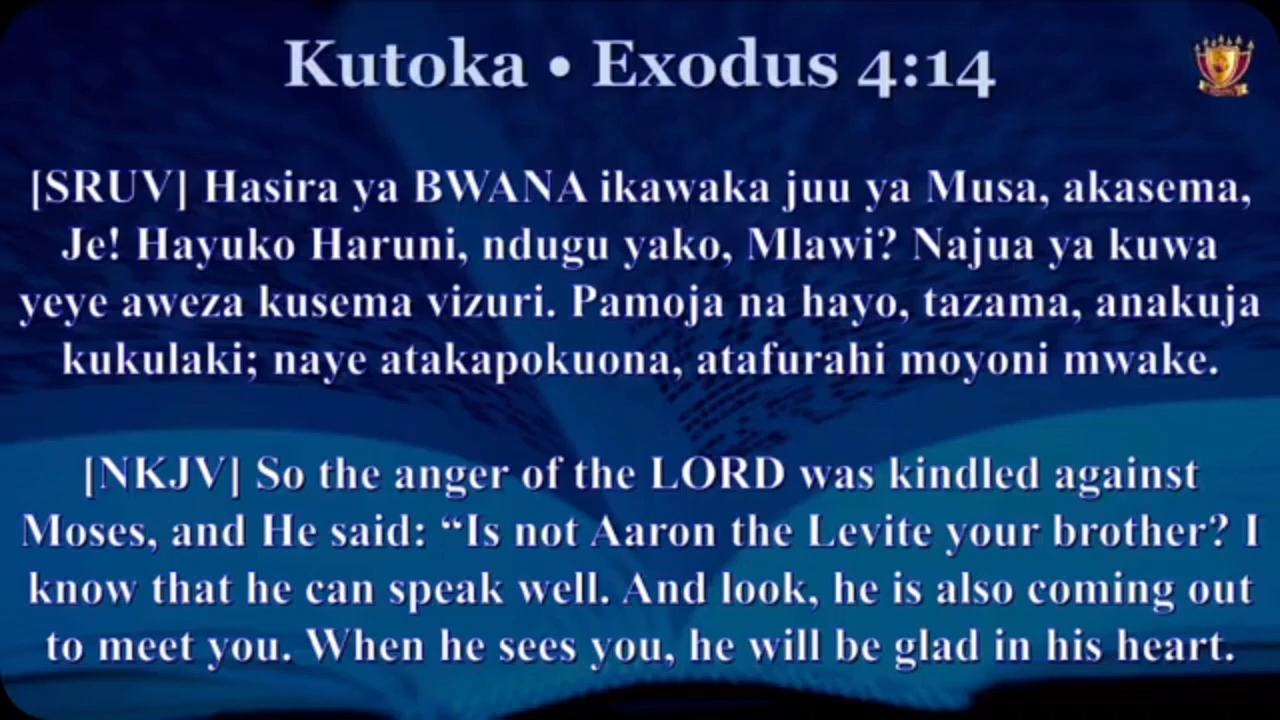 Kutoka • Exodus 4:14
[SRUV] Hasira ya BWANA ikawaka juu ya Musa, akasema,
Je! Hayuko Haruni, ndugu yako, Mlawi? Najua ya kuwa
yeye aweza kusema vizuri. Pamoja na hayo, tazama, anakuja
kukulaki; naye atakapokuona, atafurahi moyoni mwake.
[NKJV] So the anger of the LORD was kindled against
Moses, and He said: “Is not Aaron the Levite your brother? I
know that he can speak well. And look, he is also coming out
to meet you. When he sees you, he will be glad in his heart.